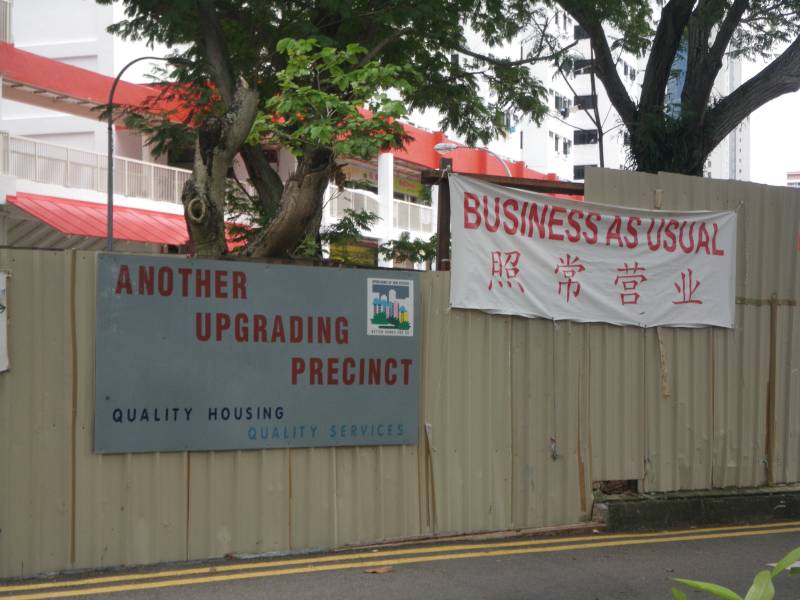 ANOTHER
UPGRADING
PRECINCT
QUALITY HOUSING
QUALITY SERVICES
BUSINESS AS USUAL
照常营业